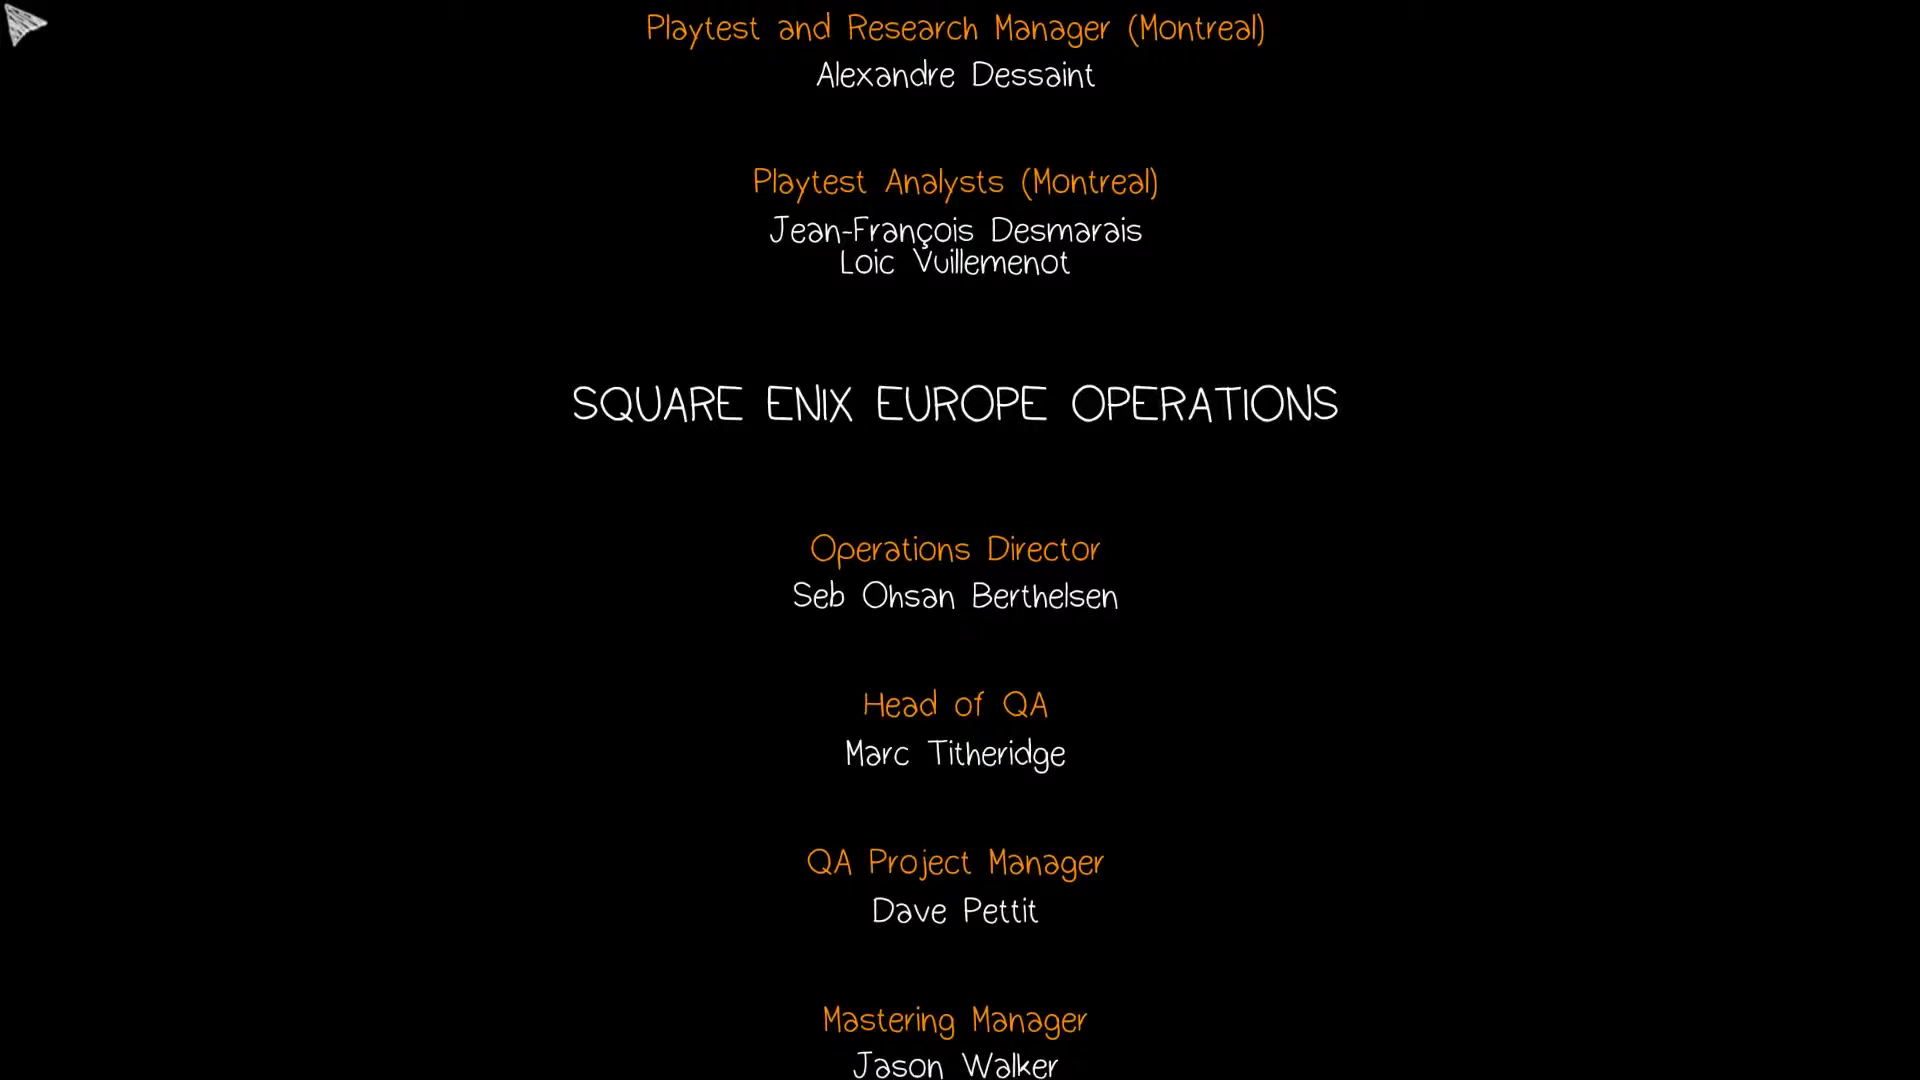 Playtest and Research Manager (Montreal)
Alexandre Dessaint
Playtest Analysts (Montreal)
Jean-François Desmarais
Loic Vuillemenot
SQUARE ENIX EUROPE OPERATIONS
Operations Director
Seb Ohsan Berthelsen
Head of QA
Marc Titheridge
QA Project Manager
Dave Pettit
Mastering Manager
Jason Walker